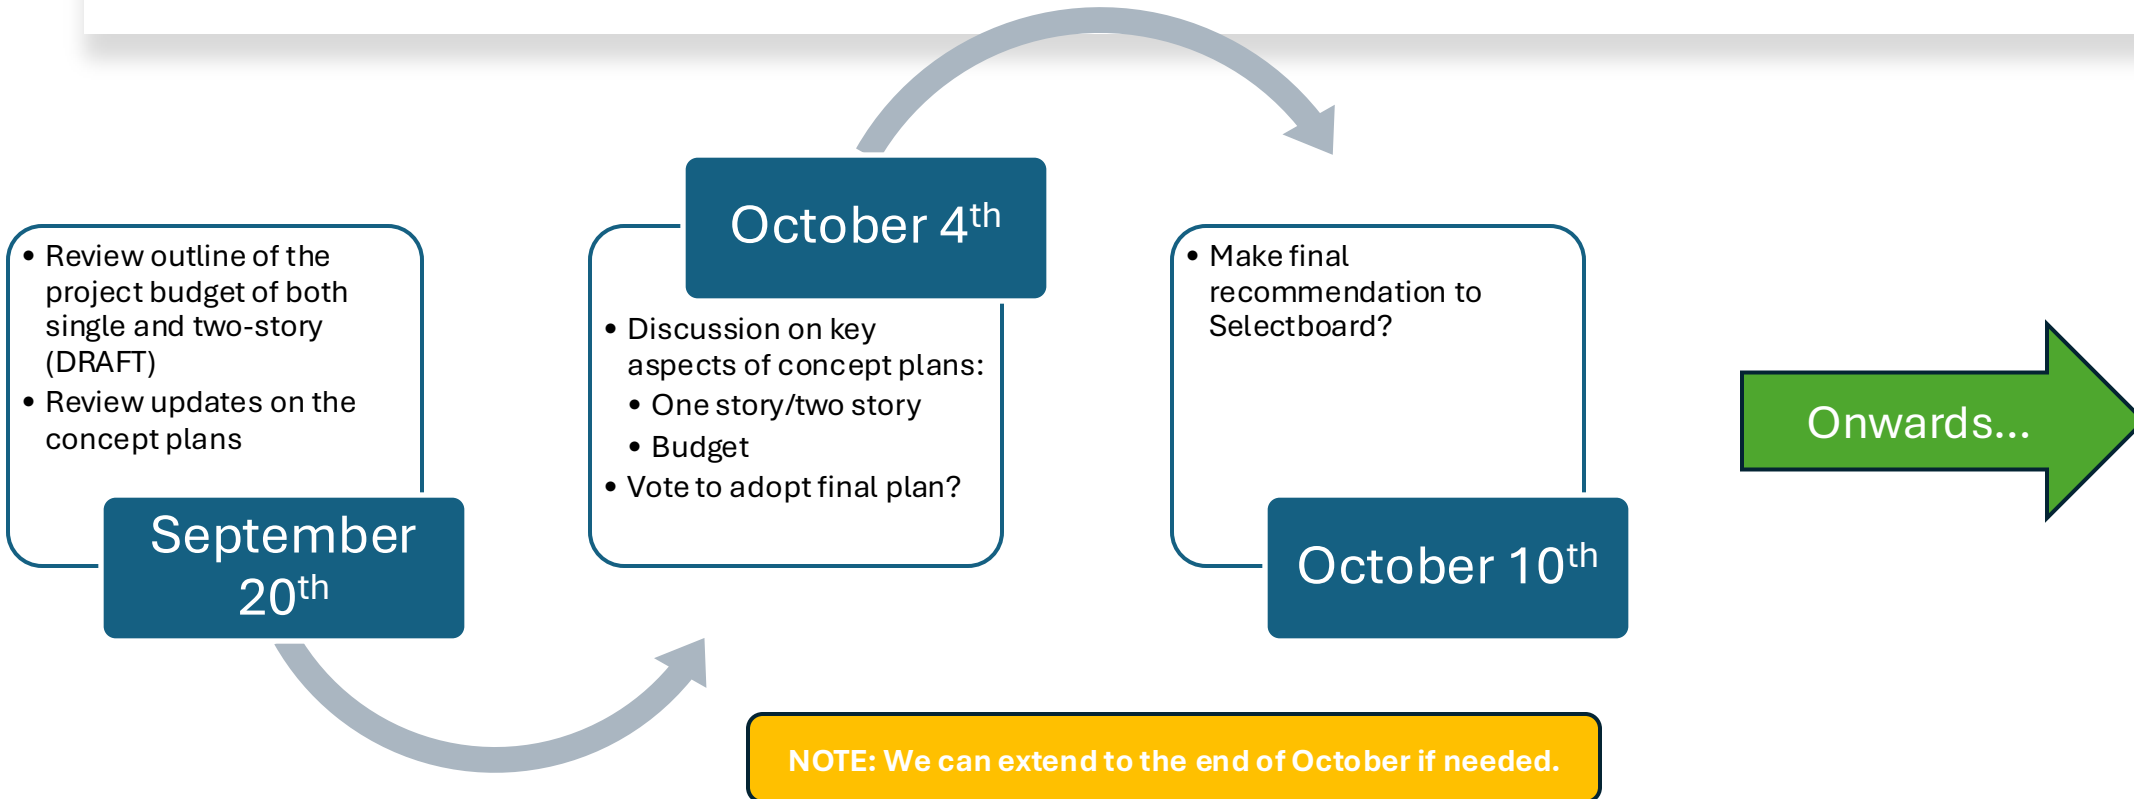 • Review outline of the
project budget of both
single and two-story
(DRAFT)
• Review updates on the
concept plans
September
20th
October 4th
• Discussion on key
aspects of concept plans:
• One story/two story
• Budget
• Vote to adopt final plan?
• Make final
recommendation to
Selectboard?
October 10th
Onwards...
NOTE: We can extend to the end of October if needed.